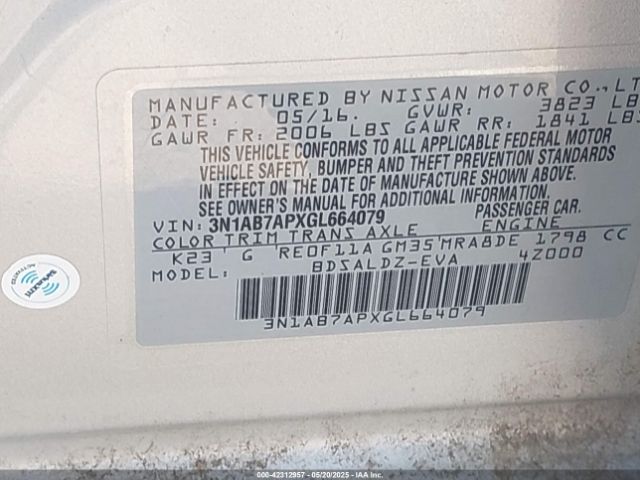 MANUFACTURED BY NISSAN MOTOR CO., LT
DATE: 05/16. GVWR: 3823 LB
GAWR FR: 2006 LBS GAWR RR: 1841 LBS
THIS VEHICLE CONFORMS TO ALL APPLICABLE FEDERAL MOTOR
VEHICLE SAFETY, BUMPER AND THEFT PREVENTION STANDARDS
IN EFFECT ON THE DATE OF MANUFACTURE SHOWN ABOVE.
SEE OWNER'S MANUAL FOR ADDITIONAL INFORMATION.
VIN: 3N1AB7APXGL664079 PASSENGER CAR.
COLOR TRIM TRANS AXLE ENGINE
K23 G RE0F11A GM35 MRA8DE 1798 CC
MODEL: BDSALDZ-EVA 4Z000
3N1AB7APXGL664079
000-42312957 | 05/20/2025 | IAA, Inc.